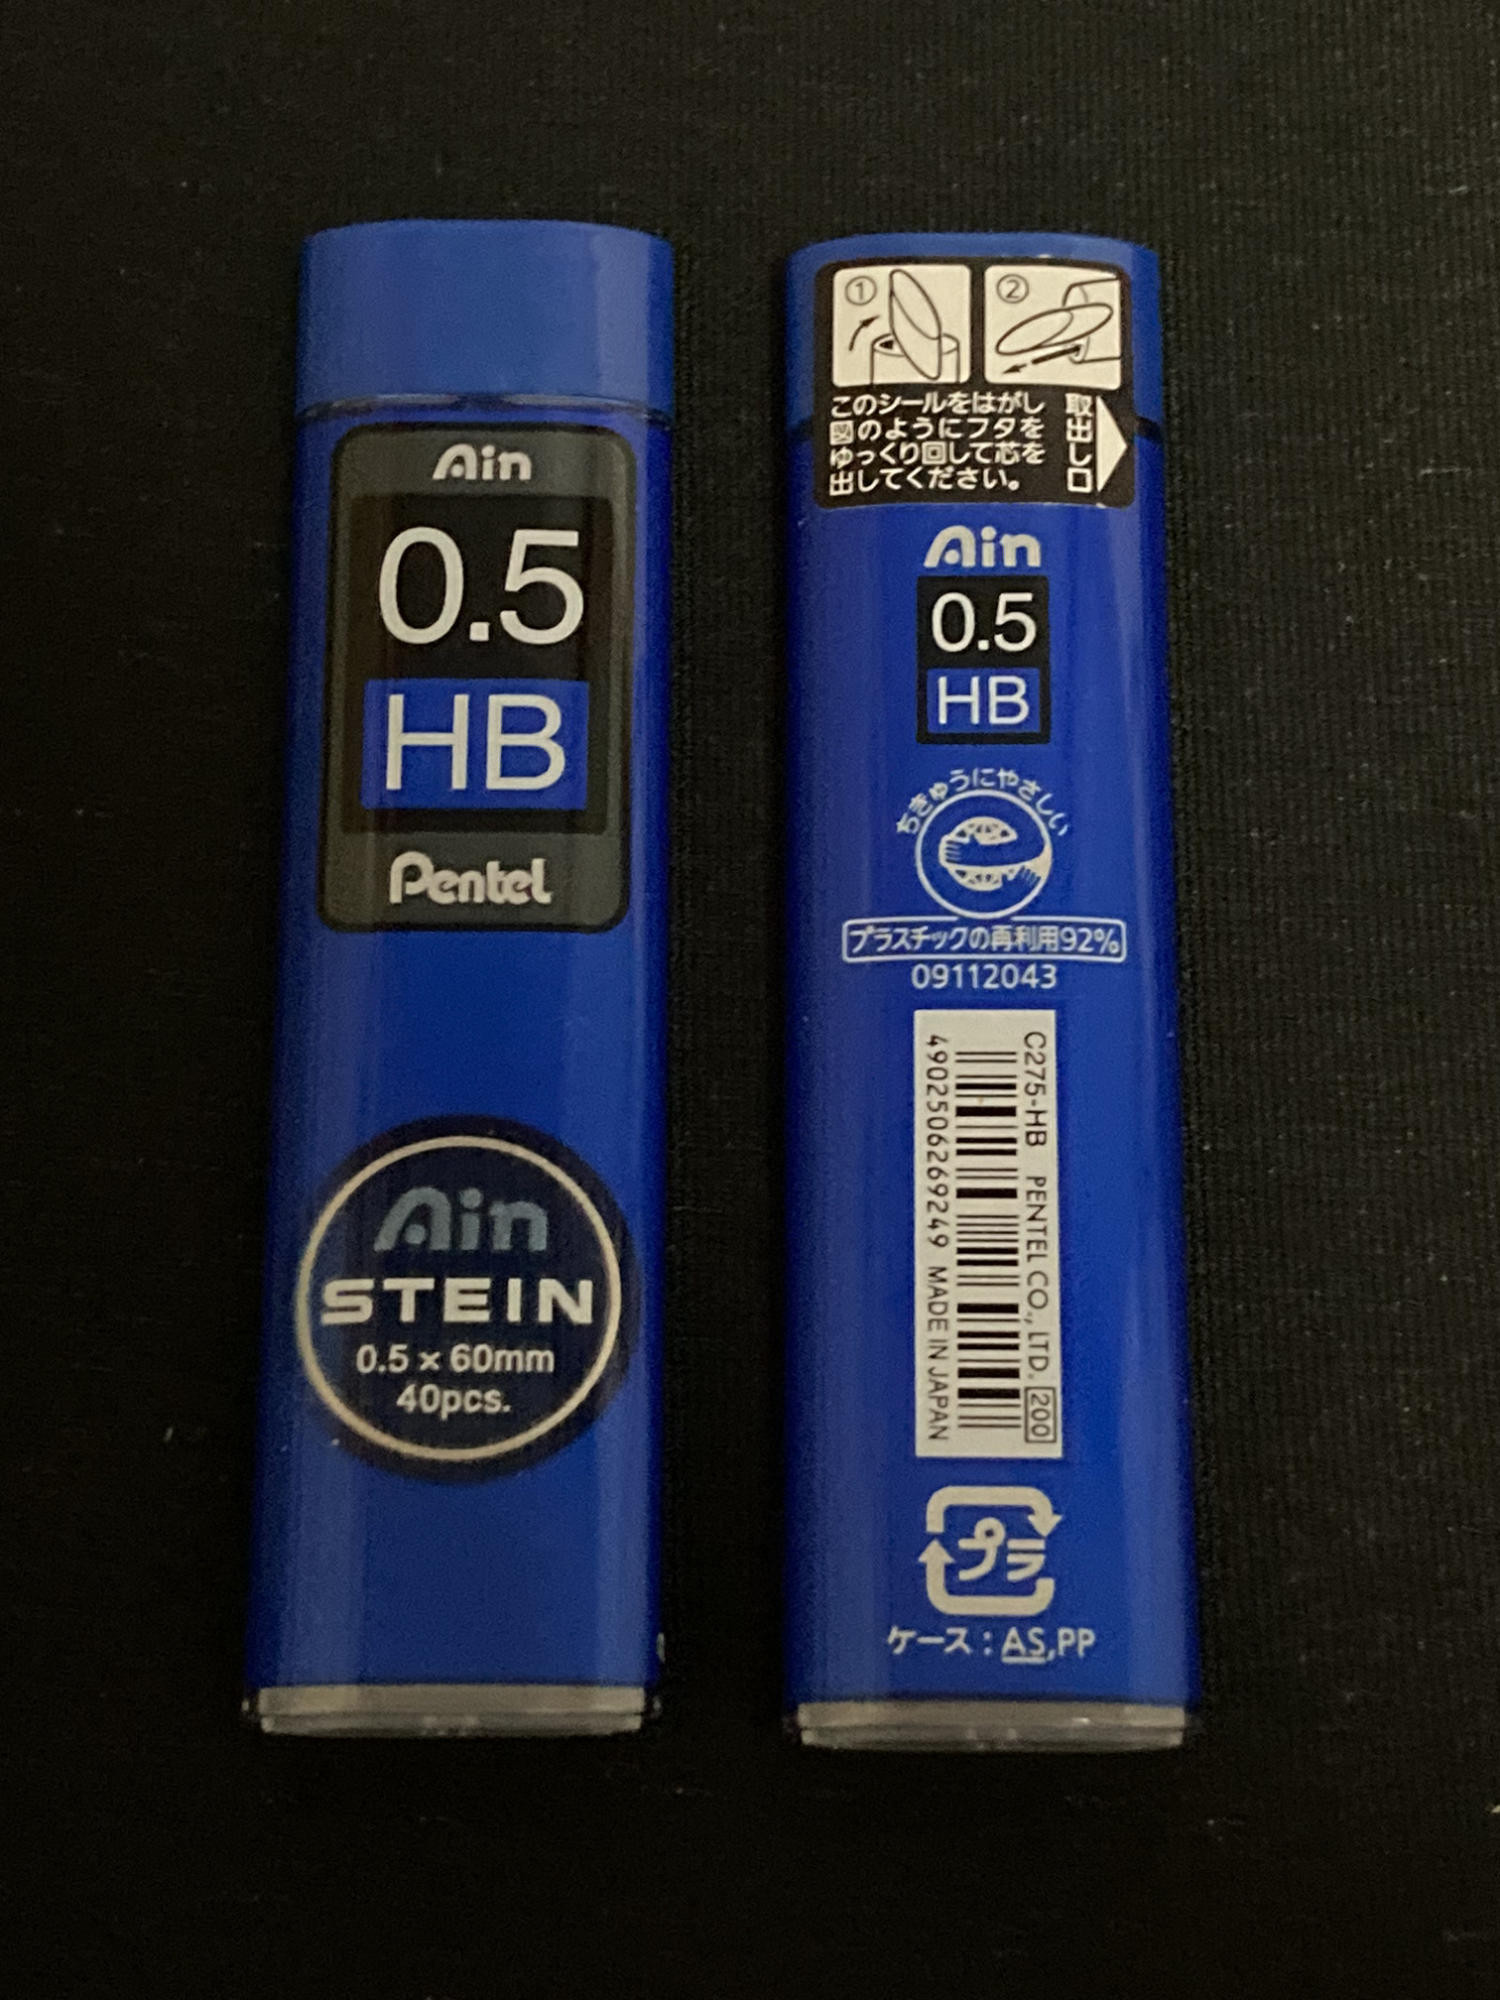 Ain
0.5
HB
Pentel
Ain
STEIN
0.5 × 60mm
40pcs.
① ②
このシールをはがし
図のようにフタを
ゆっくり回して芯を
出してください。
取出し口
Ain
0.5
HB
ちきゅうにやさしい
プラスチックの再利用92%
09112043
C275-HB PENTEL CO., LTD. 200
4902506269249 MADE IN JAPAN
プラ
ケース：AS,PP